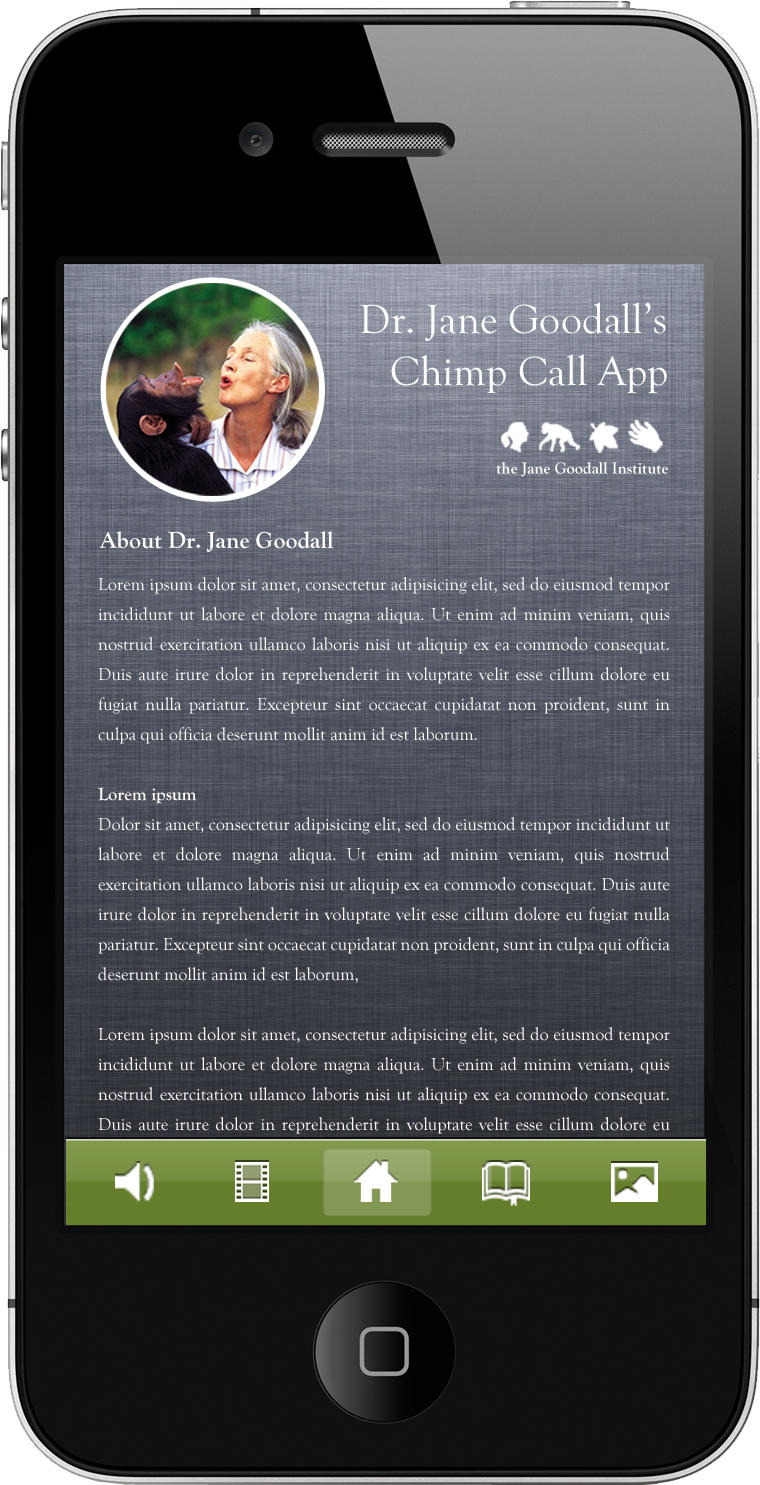 Dr. Jane Goodall's
Chimp Call App
the Jane Goodall Institute
About Dr. Jane Goodall
Lorem ipsum dolor sit amet, consectetur adipisicing elit, sed do eiusmod tempor
incididunt ut labore et dolore magna aliqua. Ut enim ad minim veniam, quis
nostrud exercitation ullamco laboris nisi ut aliquip ex ea commodo consequat.
Duis aute irure dolor in reprehenderit in voluptate velit esse cillum dolore eu
fugiat nulla pariatur. Excepteur sint occaecat cupidatat non proident, sunt in
culpa qui officia deserunt mollit anim id est laborum.
Lorem ipsum
Dolor sit amet, consectetur adipisicing elit, sed do eiusmod tempor incididunt ut
labore et dolore magna aliqua. Ut enim ad minim veniam, quis nostrud
exercitation ullamco laboris nisi ut aliquip ex ea commodo consequat. Duis aute
irure dolor in reprehenderit in voluptate velit esse cillum dolore eu fugiat nulla
pariatur. Excepteur sint occaecat cupidatat non proident, sunt in culpa qui officia
deserunt mollit anim id est laborum,
Lorem ipsum dolor sit amet, consectetur adipisicing elit, sed do eiusmod tempor
incididunt ut labore et dolore magna aliqua. Ut enim ad minim veniam, quis
nostrud exercitation ullamco laboris nisi ut aliquip ex ea commodo consequat.
Duis aute irure dolor in reprehenderit in voluptate velit esse cillum dolore eu